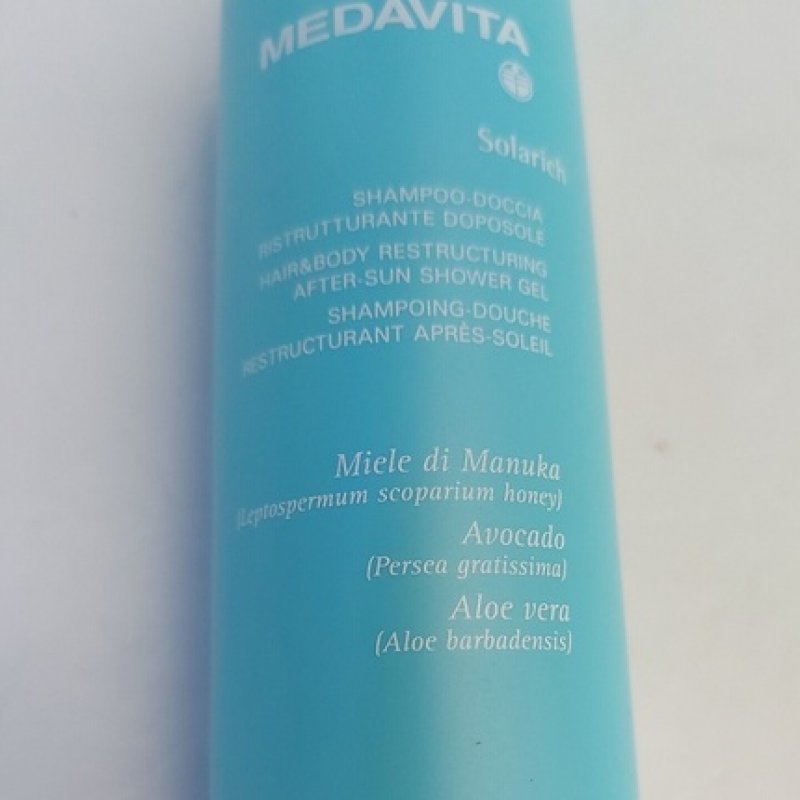 MEDAVITA
Solarich
SHAMPOO-DOCCIA
RISTRUTTURANTE DOPOSOLE
HAIR&BODY RESTRUCTURING
AFTER-SUN SHOWER GEL
SHAMPOING-DOUCHE
RESTRUCTURANT APRÈS-SOLEIL
Miele di Manuka
(Leptospermum scoparium honey)
Avocado
(Persea gratissima)
Aloe vera
(Aloe barbadensis)